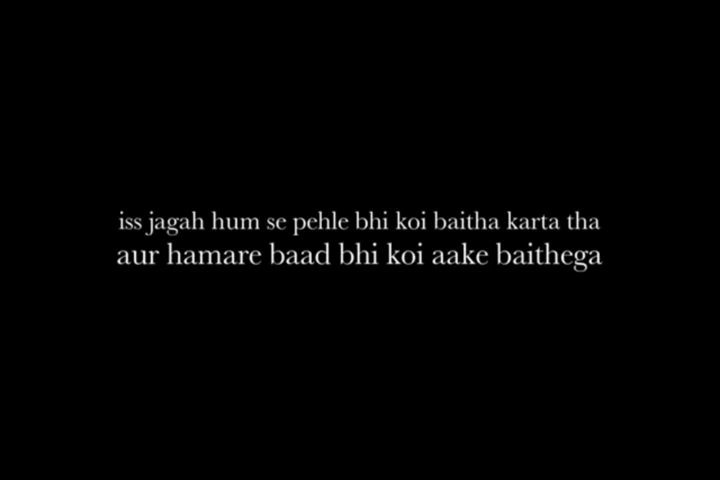 iss jagah hum se pehle bhi koi baitha karta tha
aur hamare baad bhi koi aake baithega